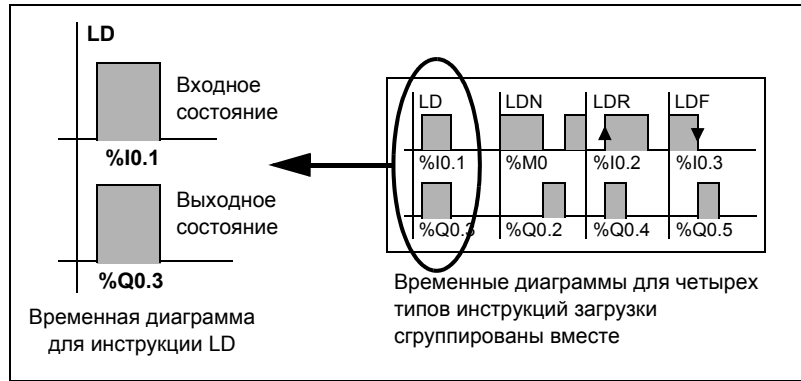 LD
Входное
состояние
%I0.1
Выходное
состояние
%Q0.3
Временная диаграмма
для инструкции LD
LD LDN LDR LDF
%I0.1 %M0 %I0.2 %I0.3
%Q0.3 %Q0.2 %Q0.4 %Q0.5
Временные диаграммы для четырех
типов инструкций загрузки
сгруппированы вместе